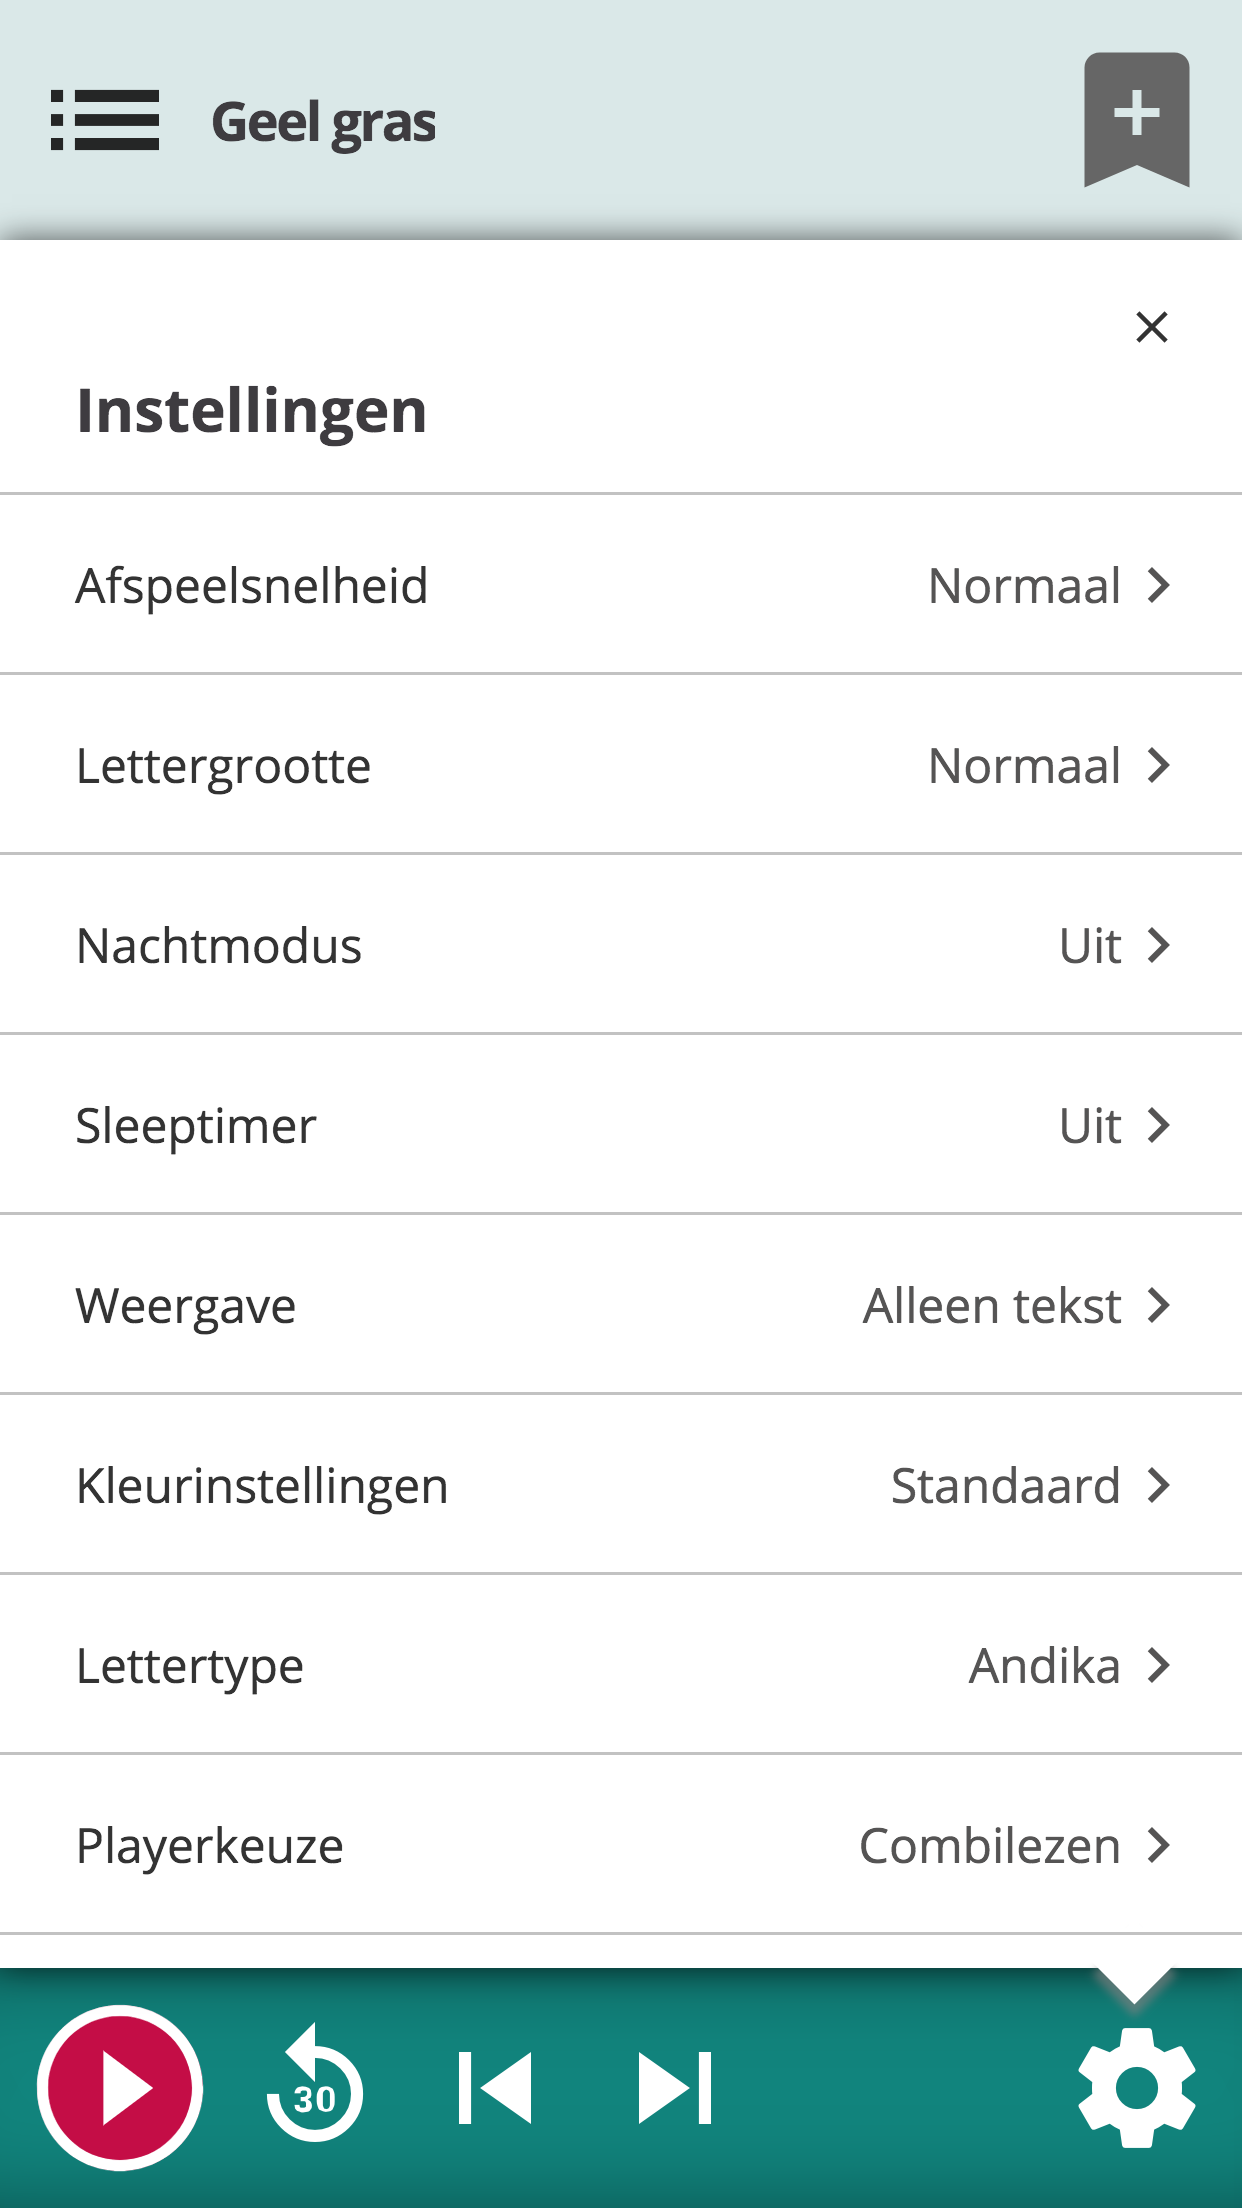 Geel gras
Instellingen
Afspeelsnelheid Normaal
Lettergrootte Normaal
Nachtmodus Uit
Sleeptimer Uit
Weergave Alleen tekst
Kleurinstellingen Standaard
Lettertype Andika
Playerkeuze Combilezen
30